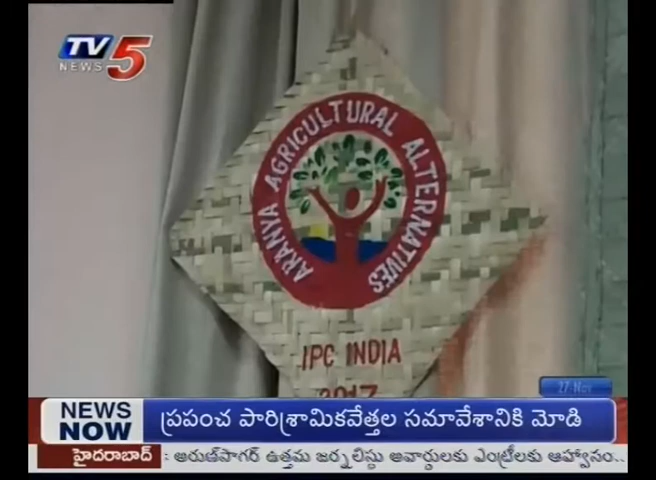 TV5
NEWS
ARANYA AGRICULTURAL ALTERNATIVES
IPC INDIA
2017
27-Nov
NEWS NOW
ప్రపంచ పారిశ్రామికవేత్తల సమావేశానికి మోడి
హైదరాబాద్ : అరుణ్‌సాగర్ ఉత్తమ జర్నలిస్టు అవార్డులకు ఎంట్రీలకు ఆహ్వానం..